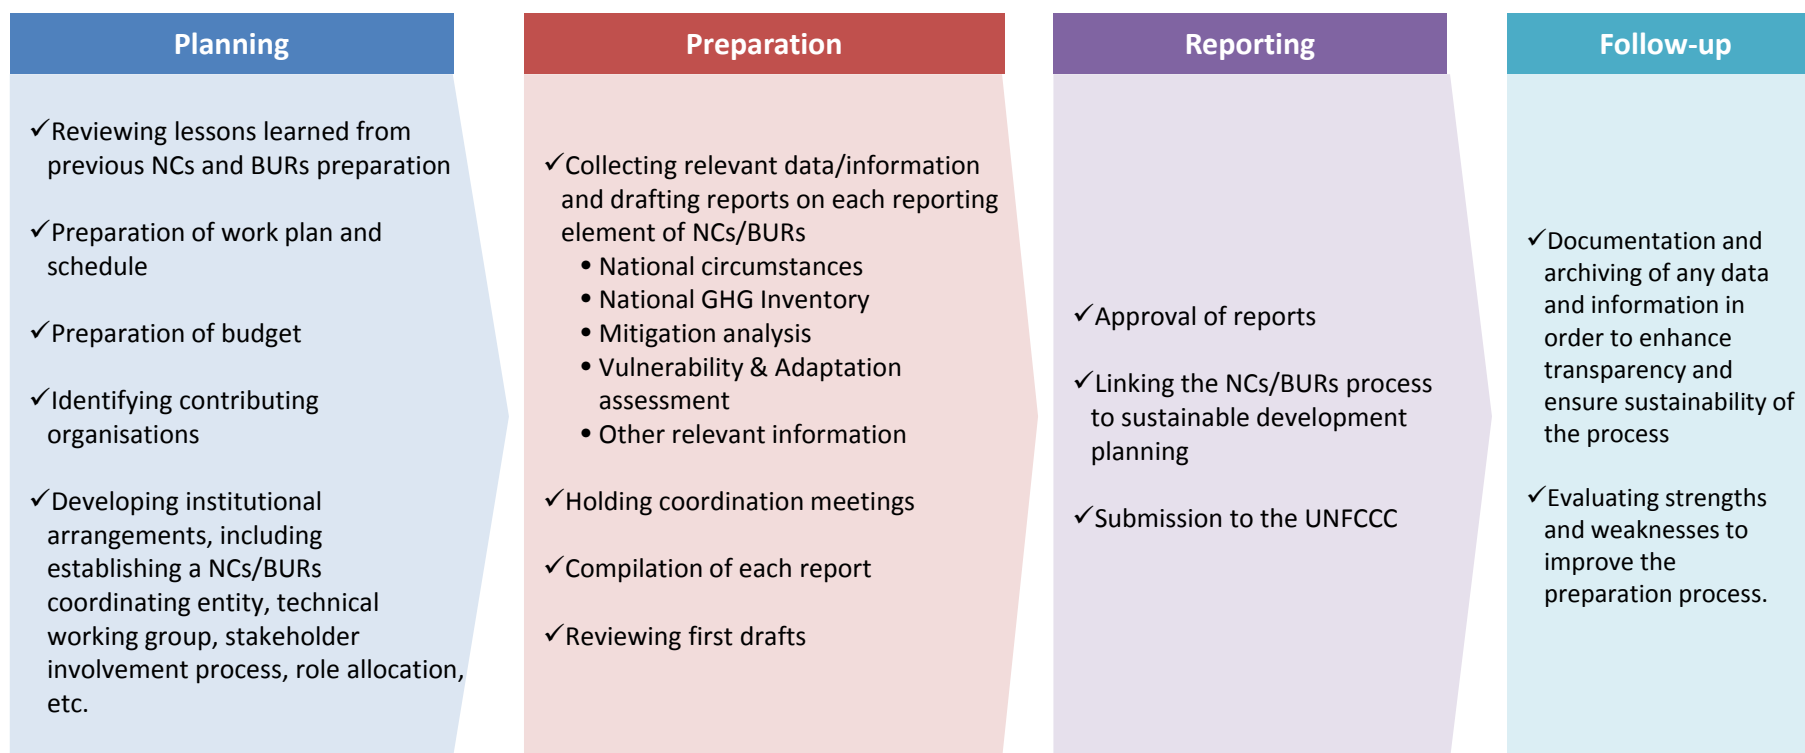 Planning
✓Reviewing lessons learned from
previous NCs and BURs preparation
✓Preparation of work plan and
schedule
✓Preparation of budget
✓Identifying contributing
organisations
✓Developing institutional
arrangements, including
establishing a NCs/BURs
coordinating entity, technical
working group, stakeholder
involvement process, role allocation,
etc.
Preparation
✓Collecting relevant data/information
and drafting reports on each reporting
element of NCs/BURs
• National circumstances
• National GHG Inventory
• Mitigation analysis
• Vulnerability & Adaptation
assessment
• Other relevant information
✓Holding coordination meetings
✓Compilation of each report
✓Reviewing first drafts
Reporting
✓Approval of reports
✓Linking the NCs/BURs process
to sustainable development
planning
✓Submission to the UNFCCC
Follow-up
✓Documentation and
archiving of any data
and information in
order to enhance
transparency and
ensure sustainability of
the process
✓Evaluating strengths
and weaknesses to
improve the
preparation process.